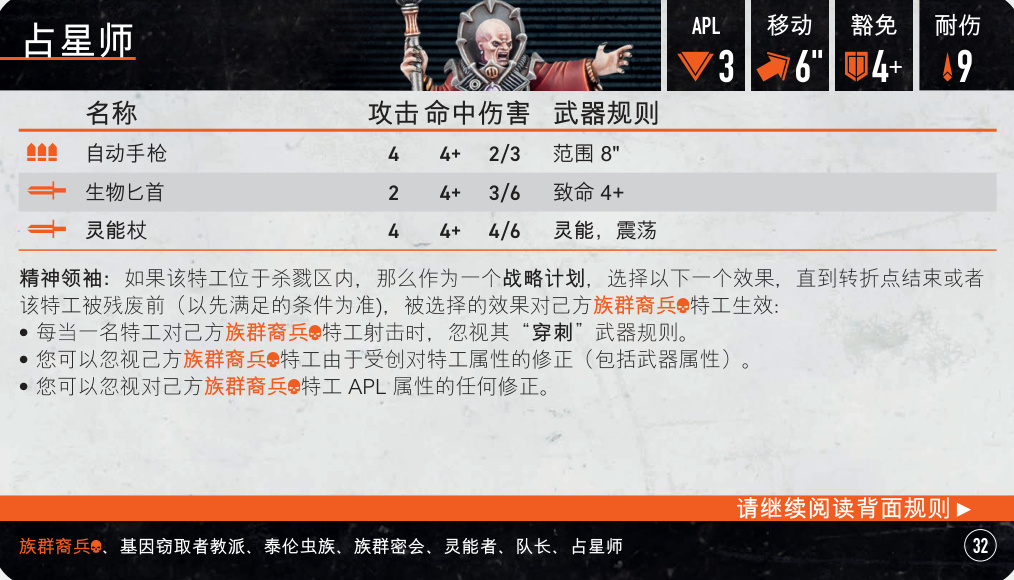 占星师
APL 移动 豁免 耐伤
3 6" 4+ 9
名称 攻击 命中 伤害 武器规则
自动手枪 4 4+ 2/3 范围 8"
生物匕首 2 4+ 3/6 致命 4+
灵能杖 4 4+ 4/6 灵能，震荡
精神领袖：如果该特工位于杀戮区内，那么作为一个战略计划，选择以下一个效果，直到转折点结束或者
该特工被残废前（以先满足的条件为准)，被选择的效果对己方族群裔兵特工生效:
• 每当一名特工对己方族群裔兵特工射击时，忽视其“穿刺”武器规则。
• 您可以忽视己方族群裔兵特工由于受创对特工属性的修正（包括武器属性）。
• 您可以忽视对己方族群裔兵特工 APL 属性的任何修正。
请继续阅读背面规则 ▶
族群裔兵、基因窃取者教派、泰伦虫族、族群密会、灵能者、队长、占星师
32